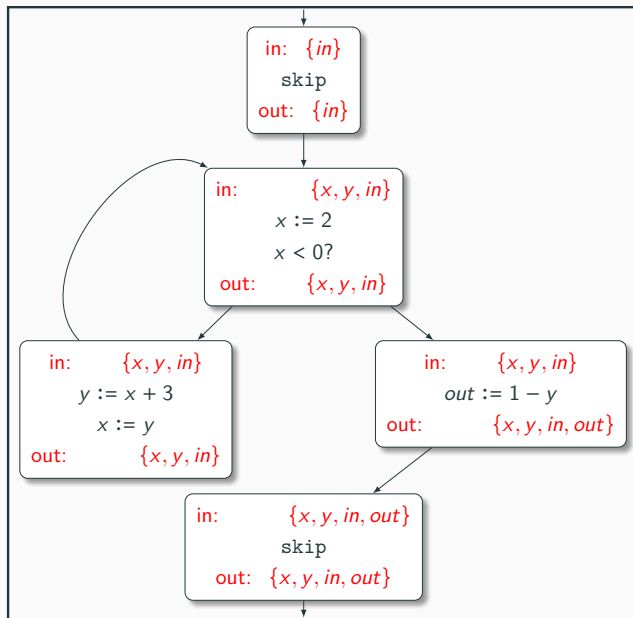 in: {in}
skip
out: {in}
in: {x, y, in}
x := 2
x < 0?
out: {x, y, in}
in: {x, y, in}
y := x + 3
x := y
out: {x, y, in}
in: {x, y, in}
out := 1 − y
out: {x, y, in, out}
in: {x, y, in, out}
skip
out: {x, y, in, out}